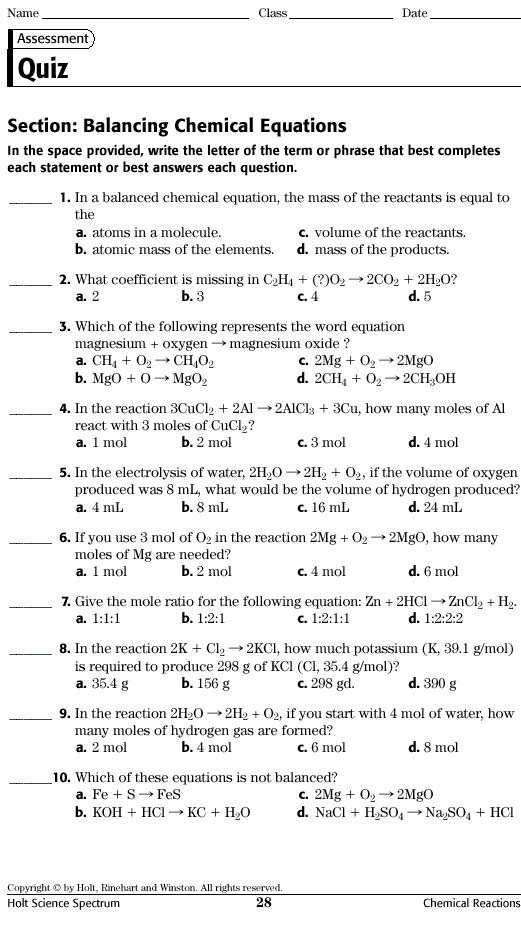 Name ______ Class ______ Date ______
Assessment
Quiz
Section: Balancing Chemical Equations
In the space provided, write the letter of the term or phrase that best completes
each statement or best answers each question.
______ 1. In a balanced chemical equation, the mass of the reactants is equal to
the
a. atoms in a molecule. c. volume of the reactants.
b. atomic mass of the elements. d. mass of the products.
______ 2. What coefficient is missing in C₂H₄ + (?)O₂ → 2CO₂ + 2H₂O?
a. 2 b. 3 c. 4 d. 5
______ 3. Which of the following represents the word equation
magnesium + oxygen → magnesium oxide ?
a. CH₄ + O₂ → CH₄O₂ c. 2Mg + O₂ → 2MgO
b. MgO + O → MgO₂ d. 2CH₄ + O₂ → 2CH₃OH
______ 4. In the reaction 3CuCl₂ + 2Al → 2AlCl₃ + 3Cu, how many moles of Al
react with 3 moles of CuCl₂?
a. 1 mol b. 2 mol c. 3 mol d. 4 mol
______ 5. In the electrolysis of water, 2H₂O → 2H₂ + O₂, if the volume of oxygen
produced was 8 mL, what would be the volume of hydrogen produced?
a. 4 mL b. 8 mL c. 16 mL d. 24 mL
______ 6. If you use 3 mol of O₂ in the reaction 2Mg + O₂ → 2MgO, how many
moles of Mg are needed?
a. 1 mol b. 2 mol c. 4 mol d. 6 mol
______ 7. Give the mole ratio for the following equation: Zn + 2HCl → ZnCl₂ + H₂.
a. 1:1:1 b. 1:2:1 c. 1:2:1:1 d. 1:2:2:2
______ 8. In the reaction 2K + Cl₂ → 2KCl, how much potassium (K, 39.1 g/mol)
is required to produce 298 g of KCl (Cl, 35.4 g/mol)?
a. 35.4 g b. 156 g c. 298 gd. d. 390 g
______ 9. In the reaction 2H₂O → 2H₂ + O₂, if you start with 4 mol of water, how
many moles of hydrogen gas are formed?
a. 2 mol b. 4 mol c. 6 mol d. 8 mol
______ 10. Which of these equations is not balanced?
a. Fe + S → FeS c. 2Mg + O₂ → 2MgO
b. KOH + HCl → KC + H₂O d. NaCl + H₂SO₄ → Na₂SO₄ + HCl
Copyright © by Holt, Rinehart and Winston. All rights reserved.
Holt Science Spectrum 28 Chemical Reactions